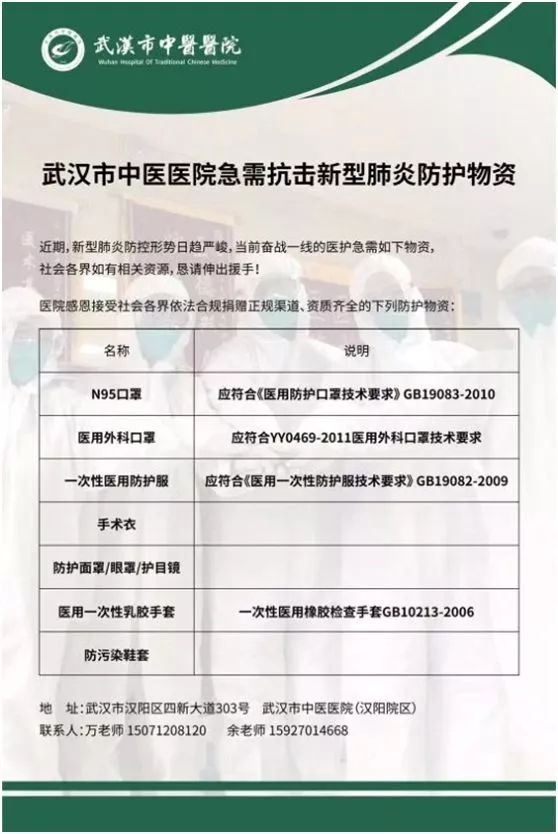 武漢市中醫醫院
Wuhan Hospital Of Traditional Chinese Medicine
武汉市中医医院急需抗击新型肺炎防护物资
近期，新型肺炎防控形势日趋严峻，当前奋战一线的医护急需如下物资，
社会各界如有相关资源，恳请伸出援手！
医院感恩接受社会各界依法合规捐赠正规渠道、资质齐全的下列防护物资：
名称 说明
N95口罩 应符合《医用防护口罩技术要求》GB19083-2010
医用外科口罩 应符合YY0469-2011医用外科口罩技术要求
一次性医用防护服 应符合《医用一次性防护服技术要求》GB19082-2009
手术衣
防护面罩/眼罩/护目镜
医用一次性乳胶手套 一次性医用橡胶检查手套GB10213-2006
防污染鞋套
地 址：武汉市汉阳区四新大道303号 武汉市中医医院（汉阳院区）
联系人：万老师 15071208120 余老师 15927014668